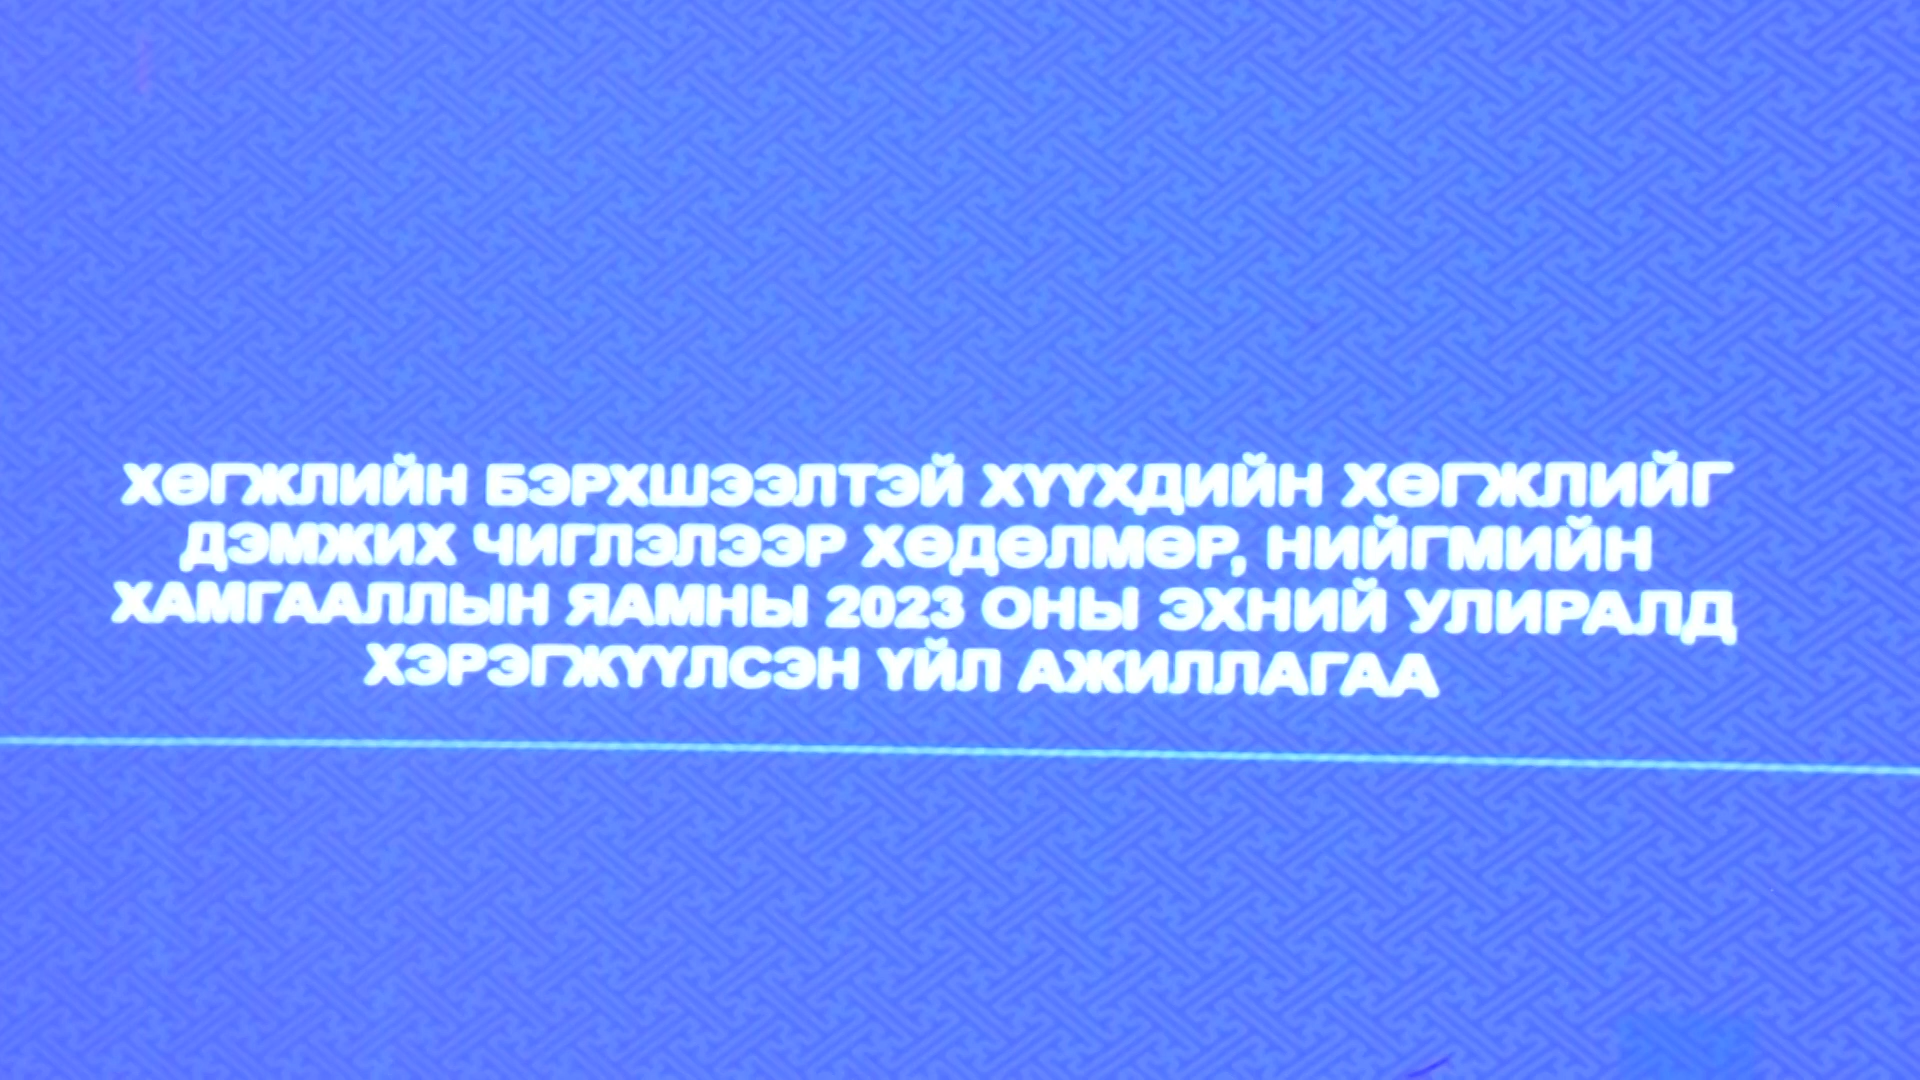 ХӨГЖЛИЙН БЭРХШЭЭЛТЭЙ ХҮҮХДИЙН ХӨГЖЛИЙГ
ДЭМЖИХ ЧИГЛЭЛЭЭР ХӨДӨЛМӨР, НИЙГМИЙН
ХАМГААЛЛЫН ЯАМНЫ 2023 ОНЫ ЭХНИЙ УЛИРАЛД
ХЭРЭГЖҮҮЛСЭН ҮЙЛ АЖИЛЛАГАА